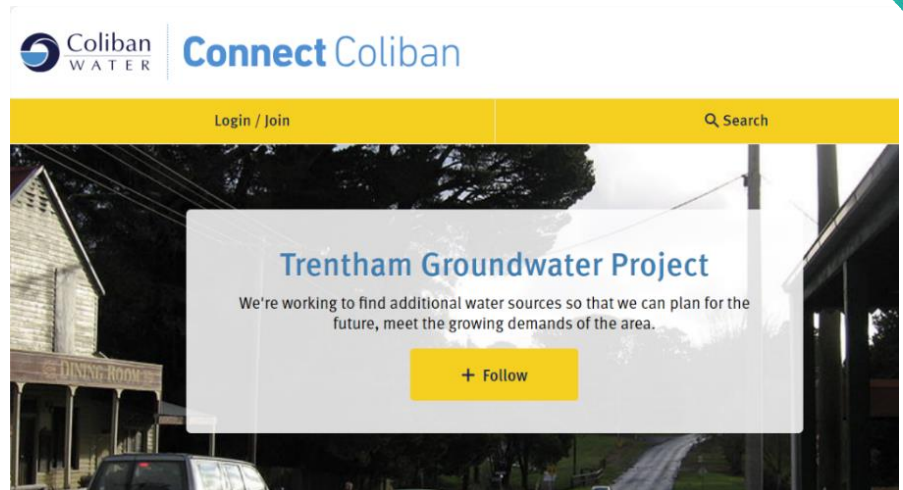 Coliban
WATER
Connect Coliban
Login / Join
Search
Trentham Groundwater Project
We're working to find additional water sources so that we can plan for the
future, meet the growing demands of the area.
+ Follow
DINING ROOM